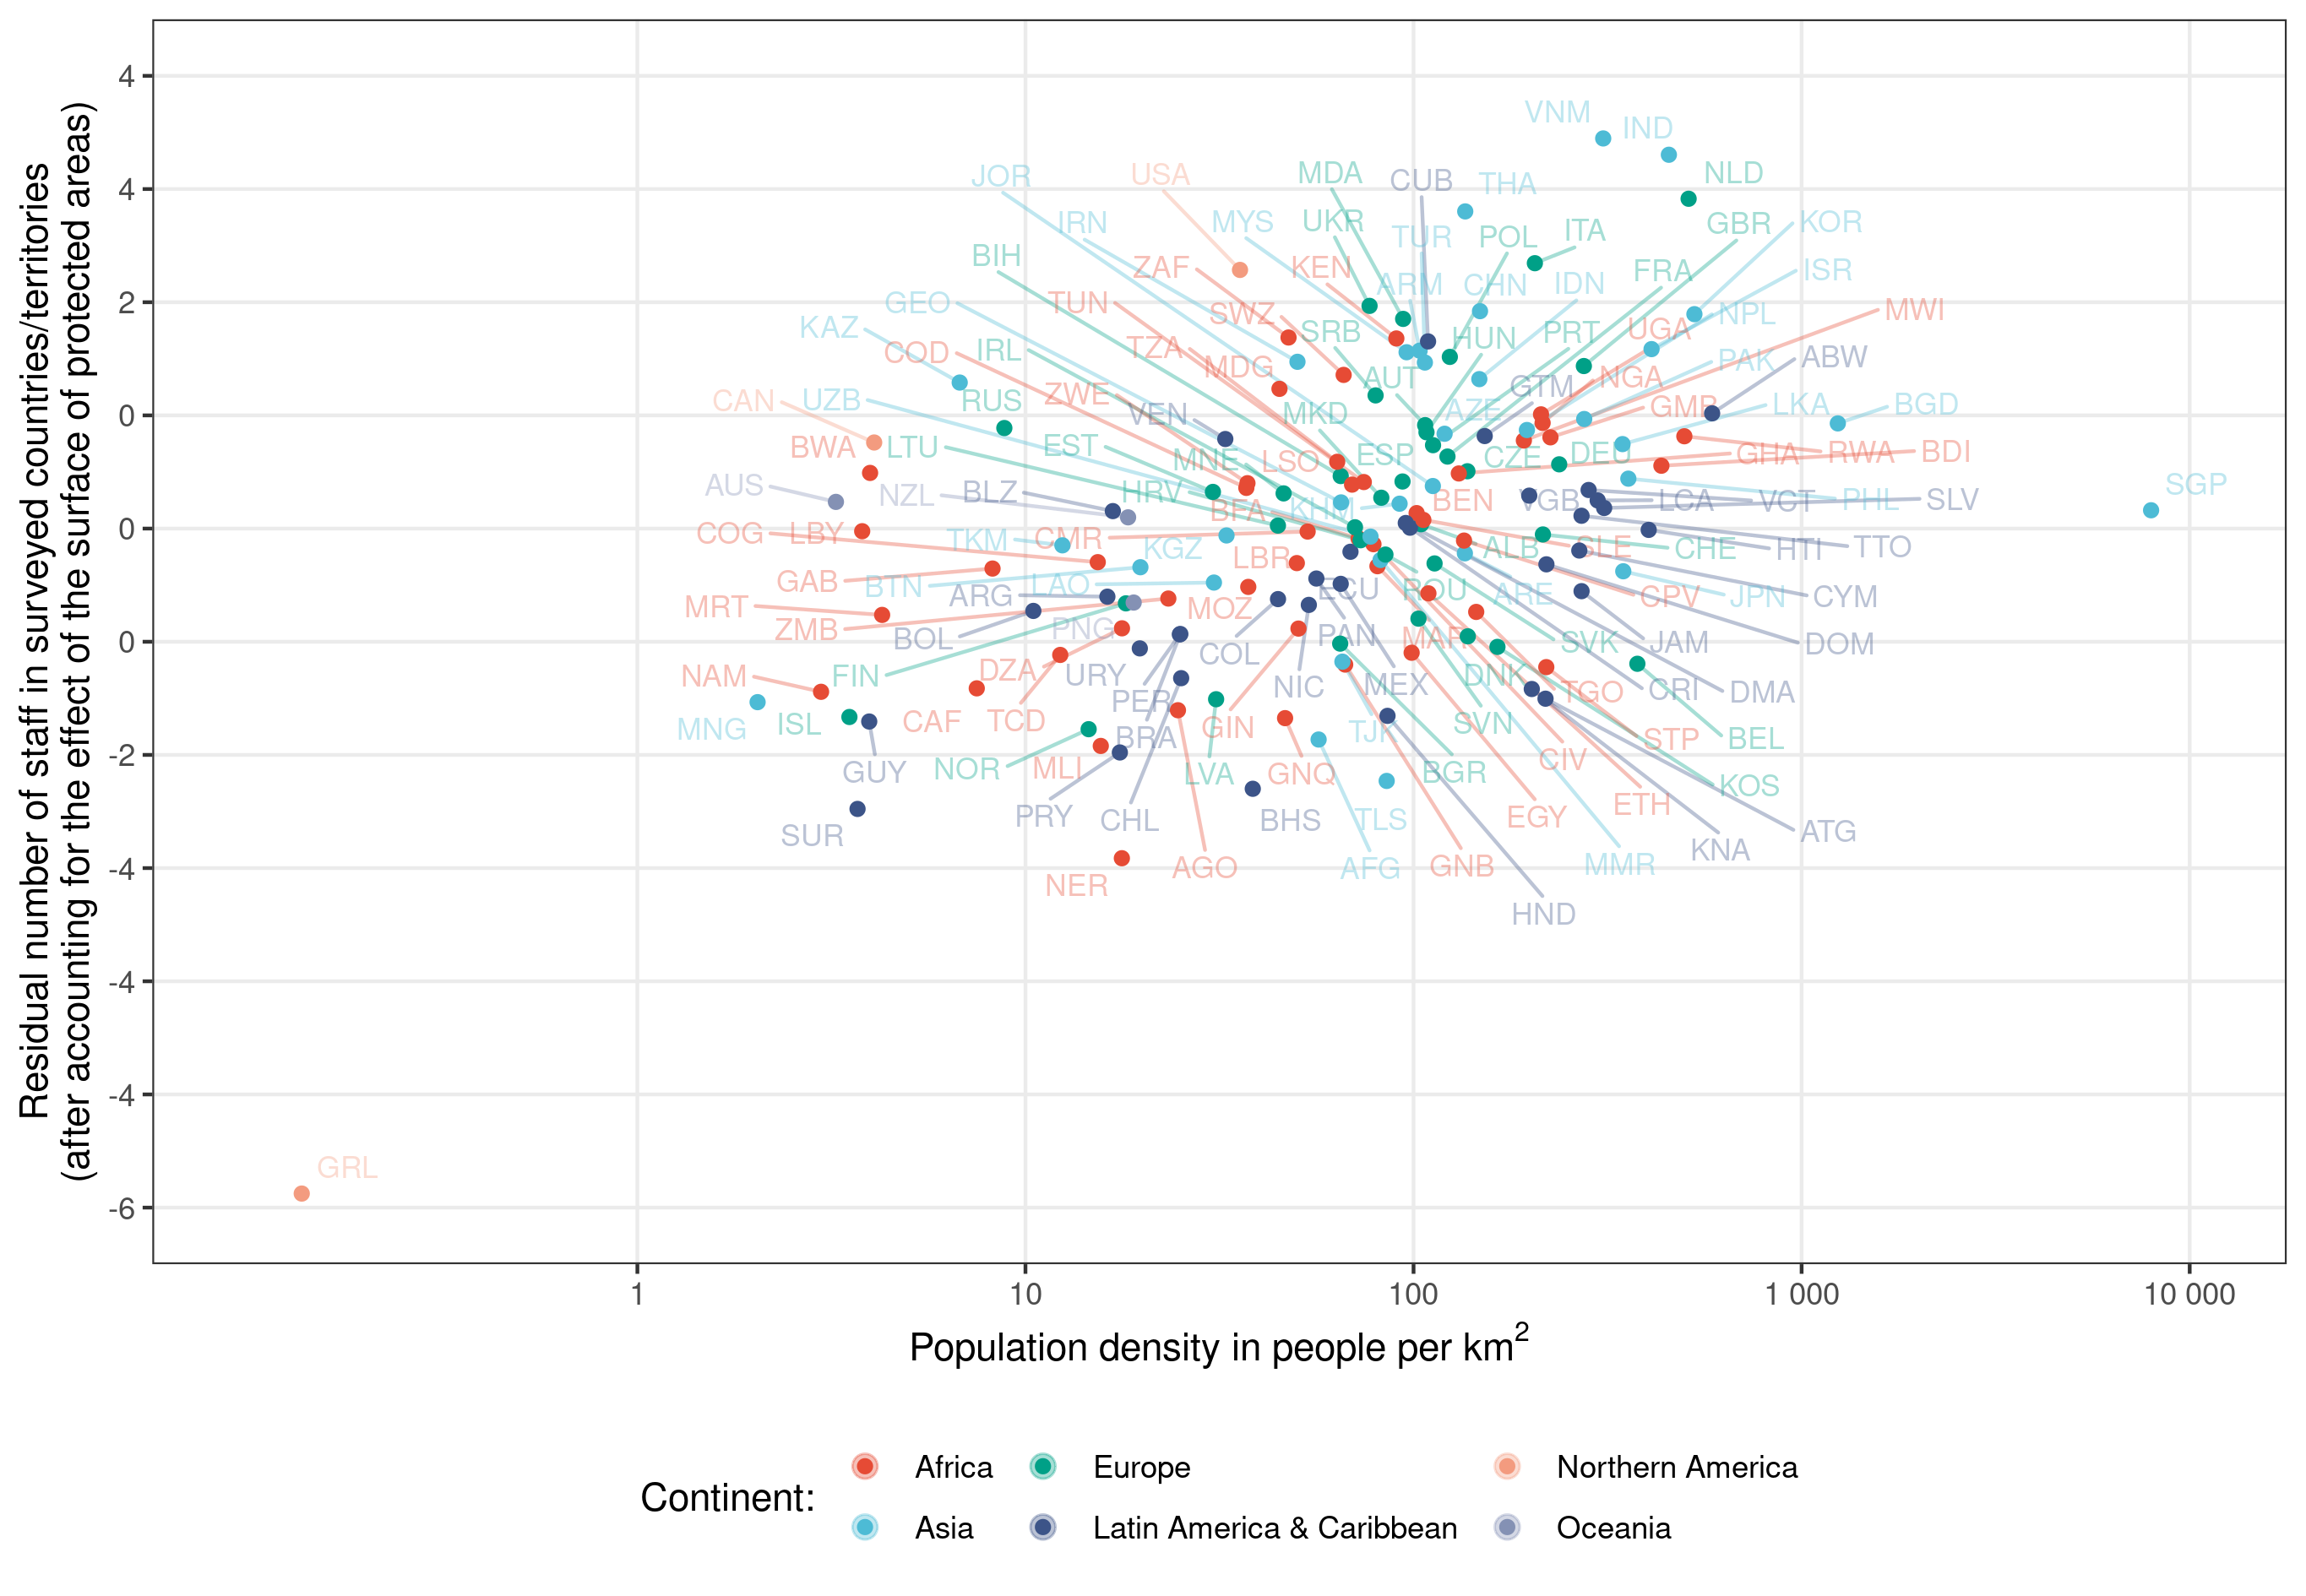 Residual number of staff in surveyed countries/territories
(after accounting for the effect of the surface of protected areas)
4
4
2
0
0
0
-2
-4
-4
-4
-6
VNM
IND
JOR
USA
MDA
CUB
THA
NLD
IRN
MYS
UKR
TUR
POL
ITA
GBR
KOR
BIH
ZAF
KEN
ARM
CHN
IDN
FRA
ISR
GEO
TUN
SWZ
SRB
HUN
PRT
UGA
NPL
MWI
KAZ
COD
IRL
TZA
MDG
AUT
GTM
NGA
PAK
ABW
CAN
UZB
RUS
ZWE
VEN
MKD
AZE
GMB
LKA
BGD
BWA
LTU
EST
MNE
LSO
ESP
CZE
DEU
GHA
RWA
BDI
AUS
NZL
BLZ
HRV
BFA
KHM
BEN
VGB
LCA
VCT
PHL
SLV
SGP
COG
LBY
TKM
CMR
KGZ
LBR
ALB
SLE
CHE
HTI
TTO
GAB
BTN
LAO
ARG
ECU
ROU
ARE
CPV
JPN
CYM
MRT
ZMB
BOL
PNG
MOZ
COL
PAN
MAR
SVK
JAM
DOM
NAM
FIN
DZA
URY
PER
NIC
MEX
DNK
TGO
CRI
DMA
MNG
ISL
CAF
TCD
BRA
GIN
TJK
SVN
CIV
STP
BEL
GUY
NOR
MLI
LVA
GNQ
BGR
ETH
KOS
SUR
PRY
CHL
BHS
TLS
EGY
KNA
ATG
NER
AGO
AFG
GNB
MMR
HND
GRL
1
10
100
1 000
10 000
Population density in people per km2
Continent:
Africa
Europe
Northern America
Asia
Latin America & Caribbean
Oceania